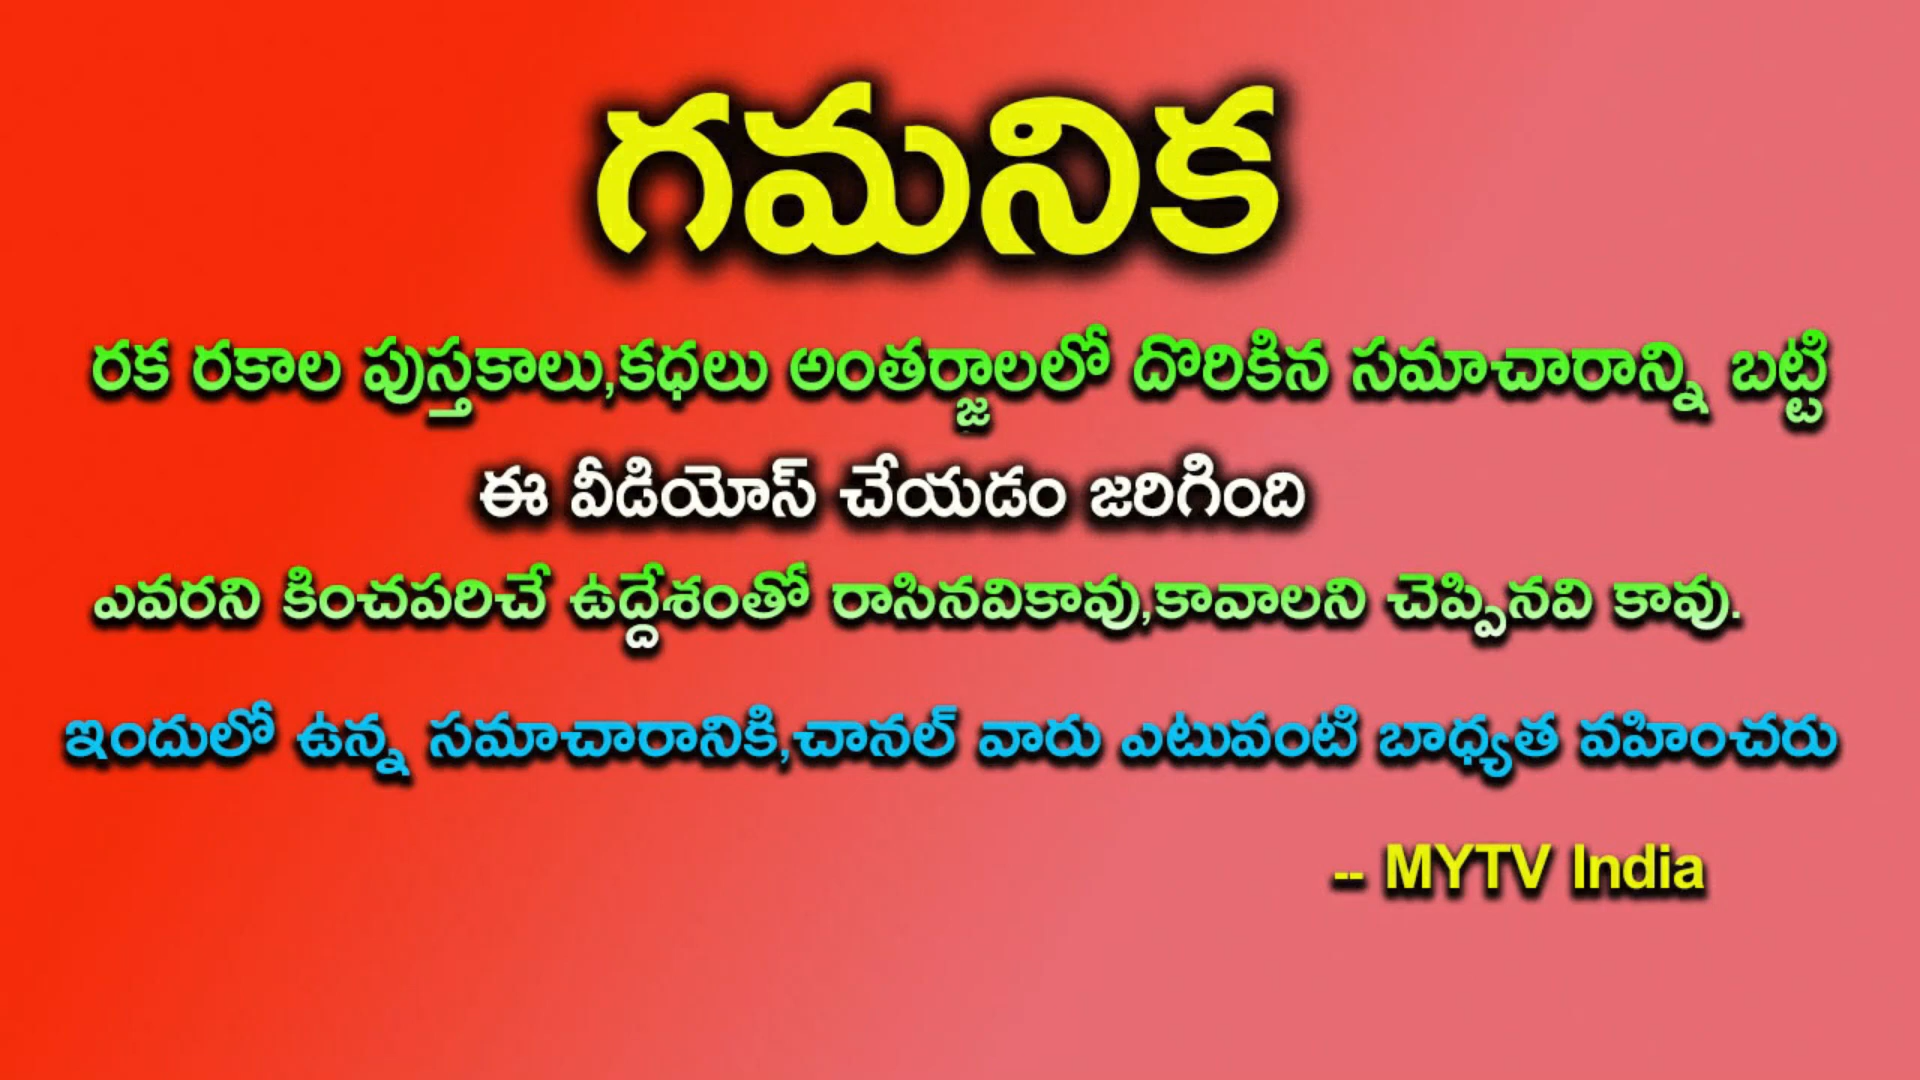 గమనిక
రక రకాల పుస్తకాలు,కధలు అంతర్జాలలో దొరికిన సమాచారాన్ని బట్టి
ఈ వీడియోస్ చేయడం జరిగింది
ఎవరని కించపరిచే ఉద్దేశంతో రాసినవికావు,కావాలని చెప్పినవి కావు.
ఇందులో ఉన్న సమాచారానికి,చానల్ వారు ఎటువంటి బాధ్యత వహించరు
-- MYTV India